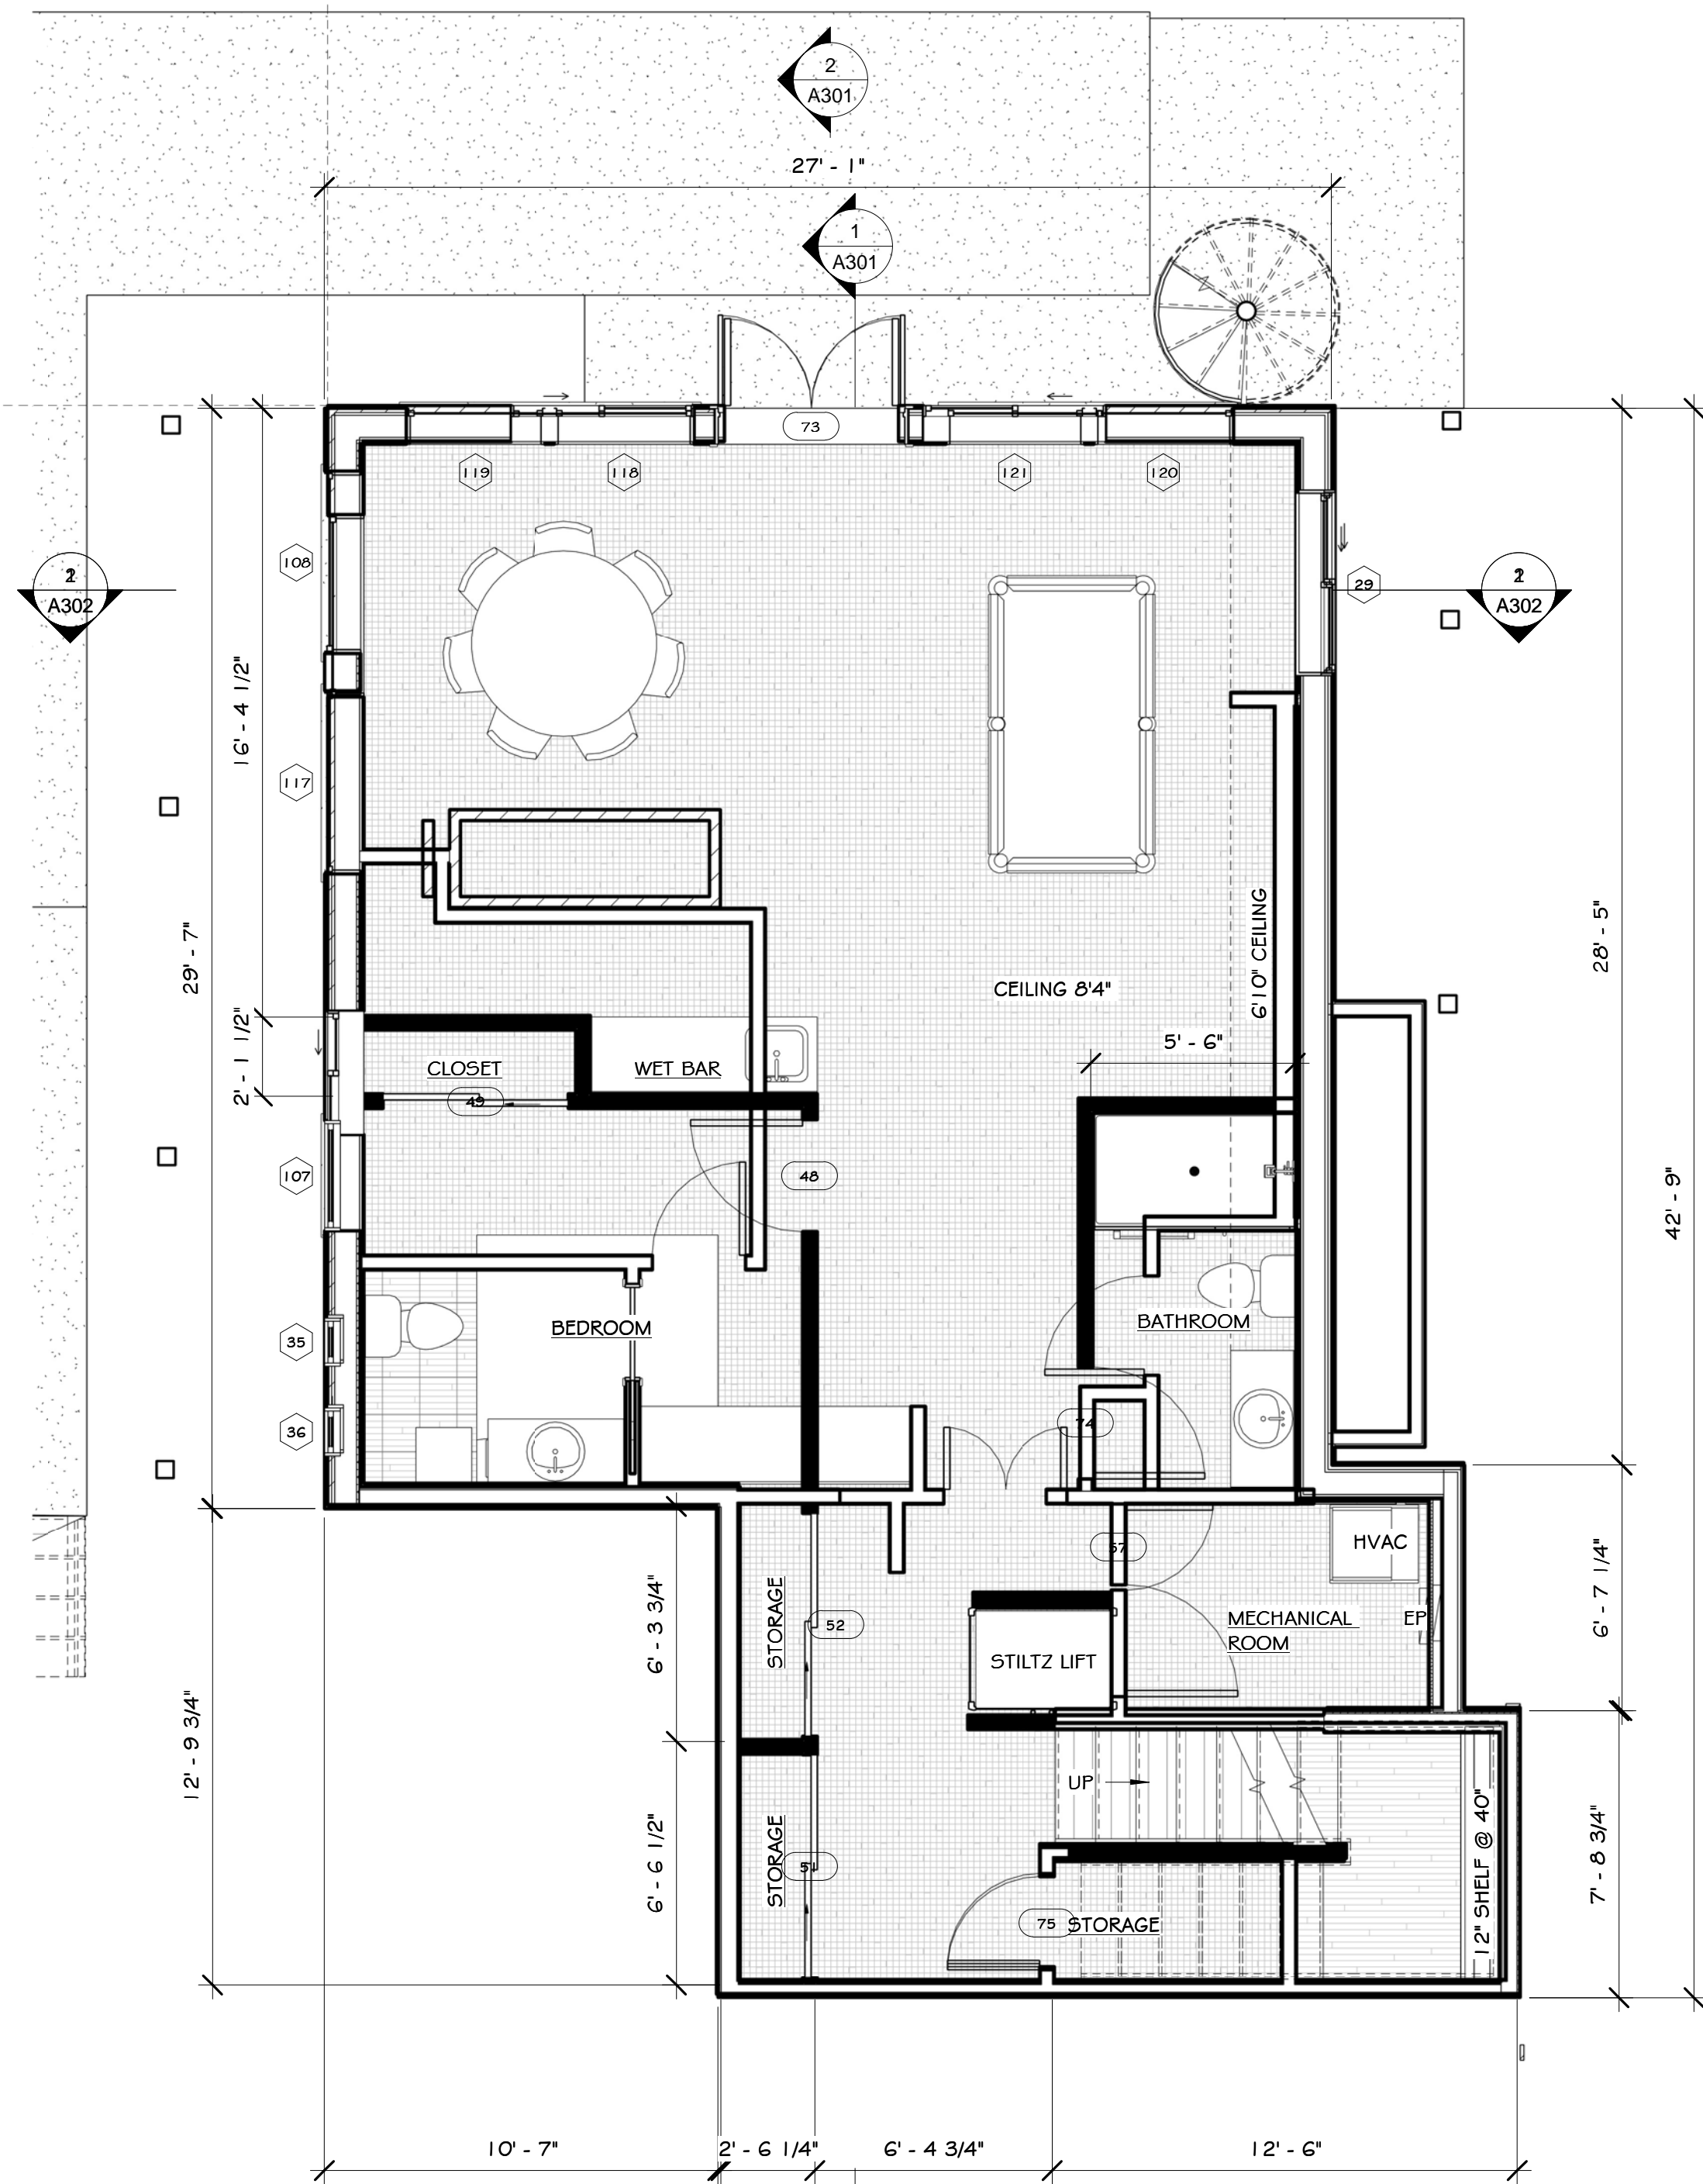 2
A301
27' - 1"
1
A301
73
119
118
121
120
108
A302
29
A302
16' - 4 1/2"
117
29' - 7"
28' - 5"
6'10" CEILING
CEILING 8'4"
2' - 1 1/2"
5' - 6"
CLOSET
WET BAR
49
107
48
42' - 9"
BEDROOM
BATHROOM
35
36
74
57
HVAC
6' - 3 3/4"
STORAGE
52
MECHANICAL
ROOM
EP
6' - 7 1/4"
STILTZ LIFT
12' - 9 3/4"
UP
6' - 6 1/2"
STORAGE
51
12" SHELF @ 40"
7' - 8 3/4"
75
STORAGE
10' - 7"
2' - 6 1/4"
6' - 4 3/4"
12' - 6"